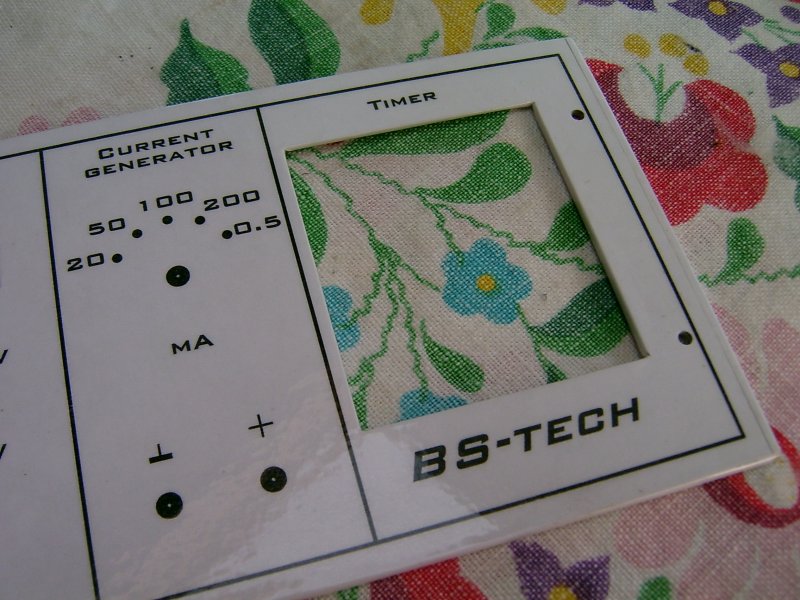 CURRENT
GENERATOR
20 50 100 200 0.5
MA
⊥ +
TIMER
BS-TECH
V
V